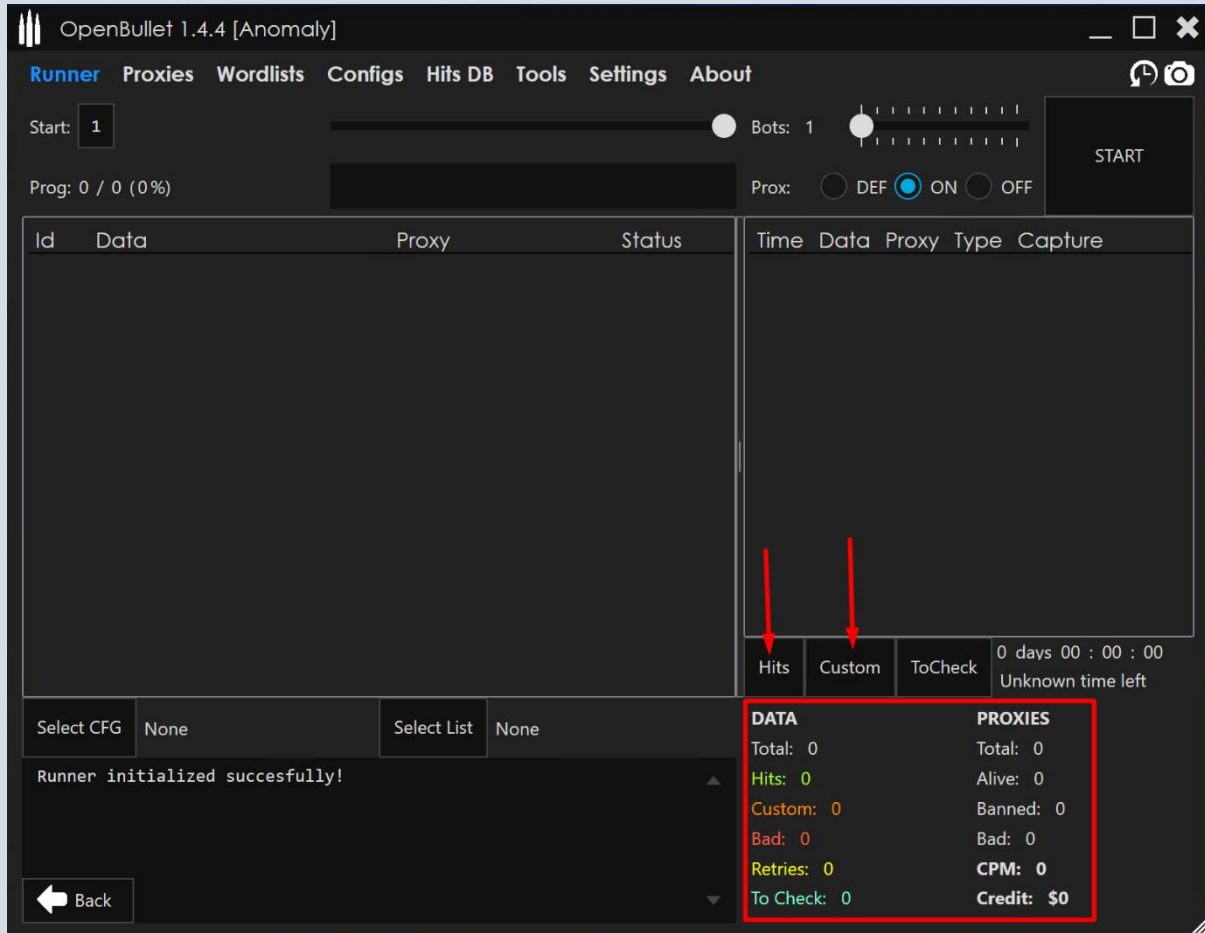 OpenBullet 1.4.4 [Anomaly]
Runner Proxies Wordlists Configs Hits DB Tools Settings About
Start: 1
Bots: 1
START
Prog: 0 / 0 (0%)
Prox: DEF ON OFF
Id Data Proxy Status
Time Data Proxy Type Capture
Hits Custom ToCheck
0 days 00 : 00 : 00
Unknown time left
Select CFG None
Select List None
Runner initialized succesfully!
Back
DATA
Total: 0
Hits: 0
Custom: 0
Bad: 0
Retries: 0
To Check: 0
PROXIES
Total: 0
Alive: 0
Banned: 0
Bad: 0
CPM: 0
Credit: $0